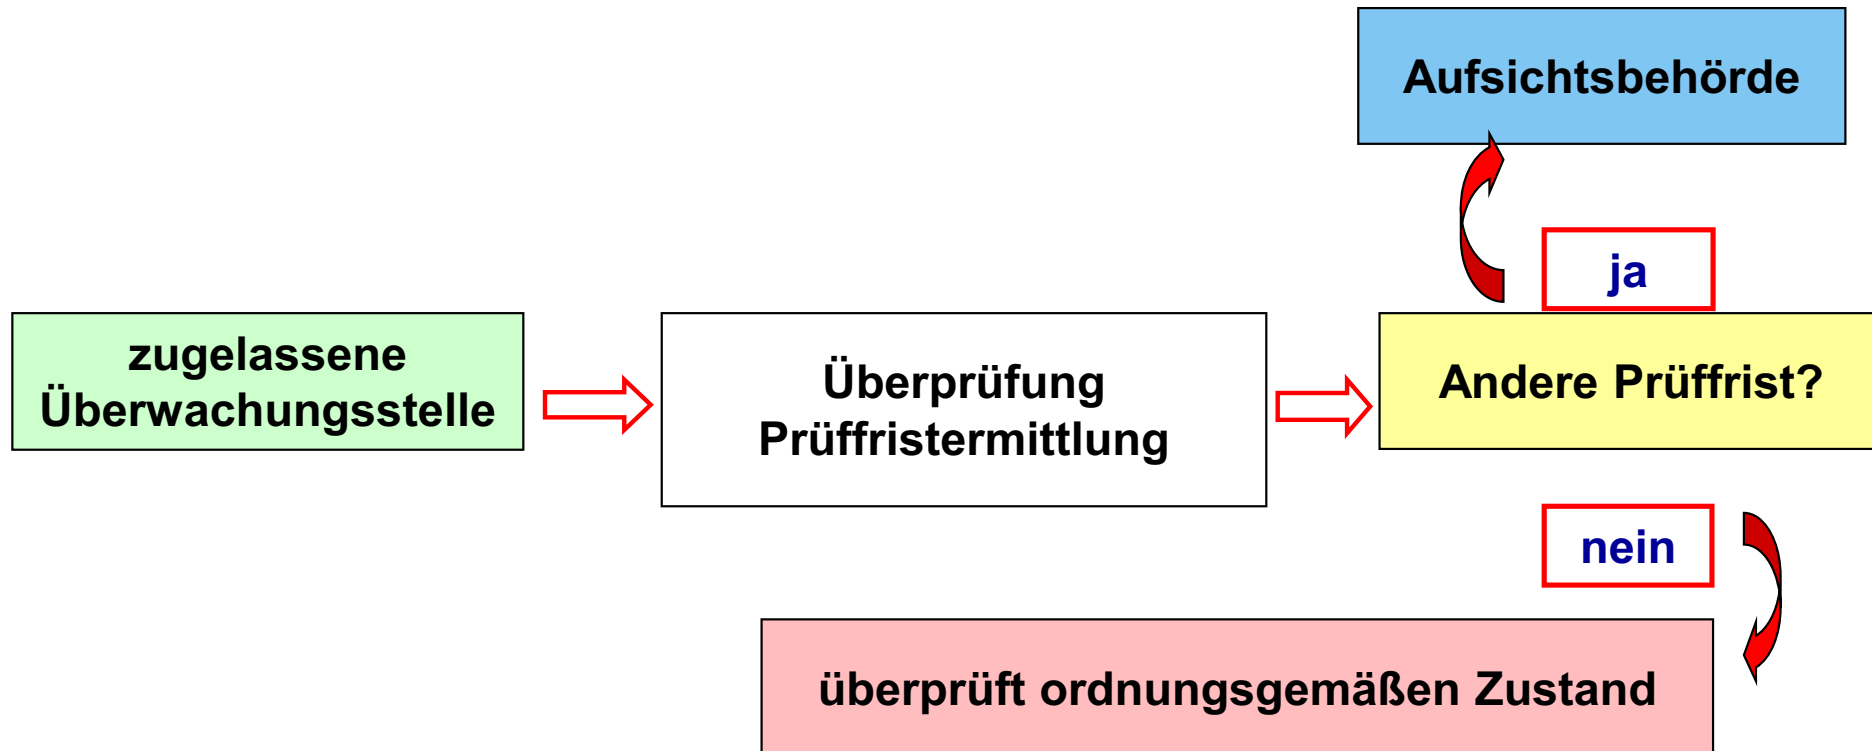 Aufsichtsbehörde
ja
zugelassene
Überwachungsstelle
Überprüfung
Prüffristermittlung
Andere Prüffrist?
nein
überprüft ordnungsgemäßen Zustand